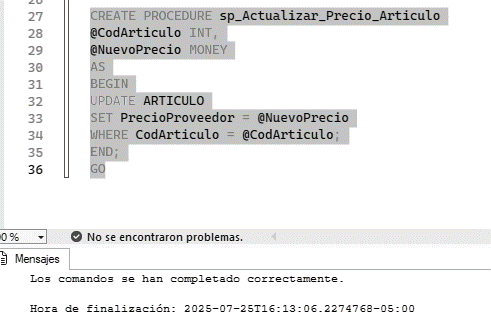 27 CREATE PROCEDURE sp_Actualizar_Precio_Articulo
28 @CodArticulo INT,
29 @NuevoPrecio MONEY
30 AS
31 BEGIN
32 UPDATE ARTICULO
33 SET PrecioProveedor = @NuevoPrecio
34 WHERE CodArticulo = @CodArticulo;
35 END;
36 GO
No se encontraron problemas.
Mensajes
Los comandos se han completado correctamente.
Hora de finalización: 2025-07-25T16:13:06.2274768-05:00